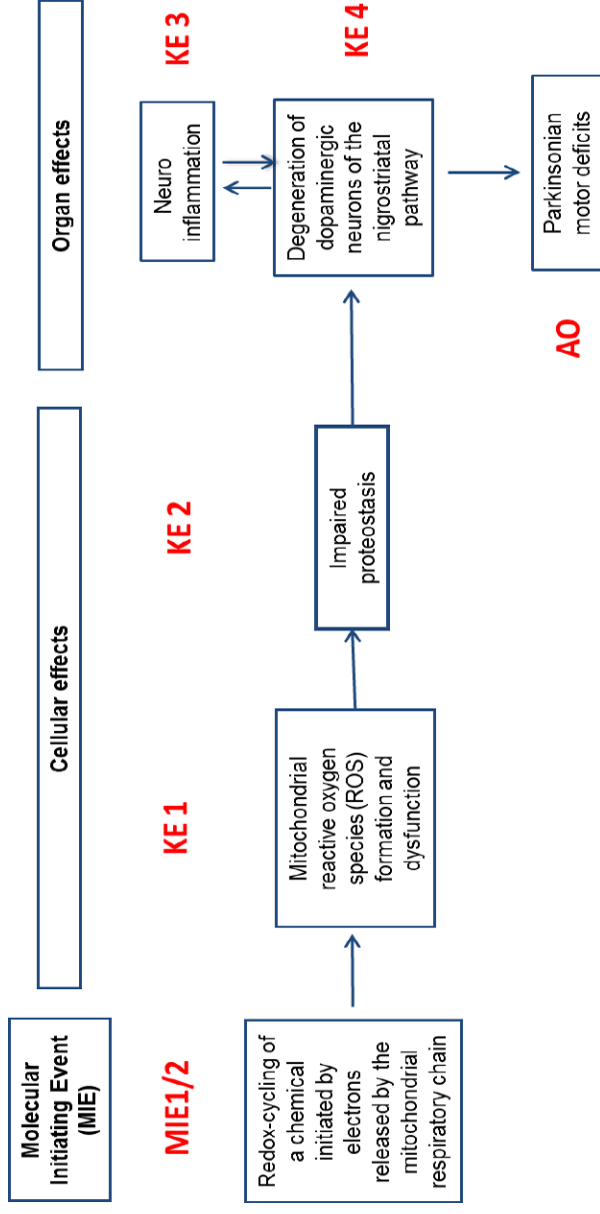 Molecular
Initiating Event
(MIE)
Cellular effects
Organ effects
MIE1/2
KE 1
KE 2
KE 3
Neuro
inflammation
Redox-cycling of
a chemical
initiated by
electrons
released by the
mitochondrial
respiratory chain
Mitochondrial
reactive oxygen
species (ROS)
formation and
dysfunction
Impaired
proteostasis
Degeneration of
dopaminergic
neurons of the
nigrostriatal
pathway
KE 4
AO
Parkinsonian
motor deficits